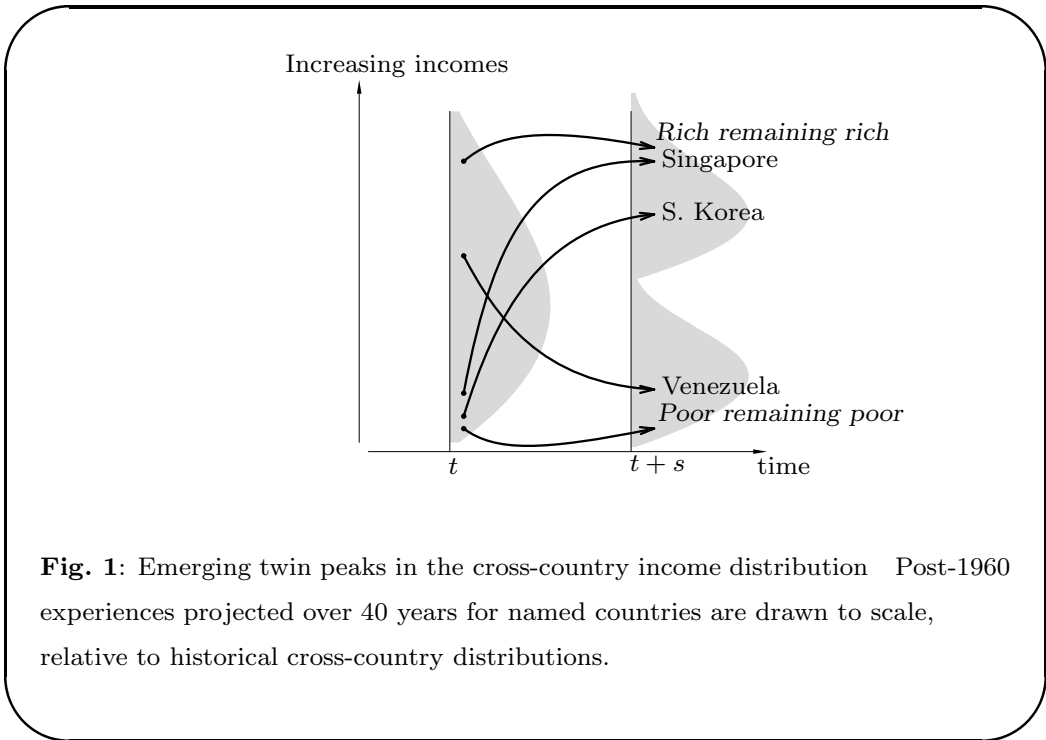 Increasing incomes
Rich remaining rich
Singapore
S. Korea
Venezuela
Poor remaining poor
t
t + s
time
Fig. 1: Emerging twin peaks in the cross-country income distribution Post-1960
experiences projected over 40 years for named countries are drawn to scale,
relative to historical cross-country distributions.